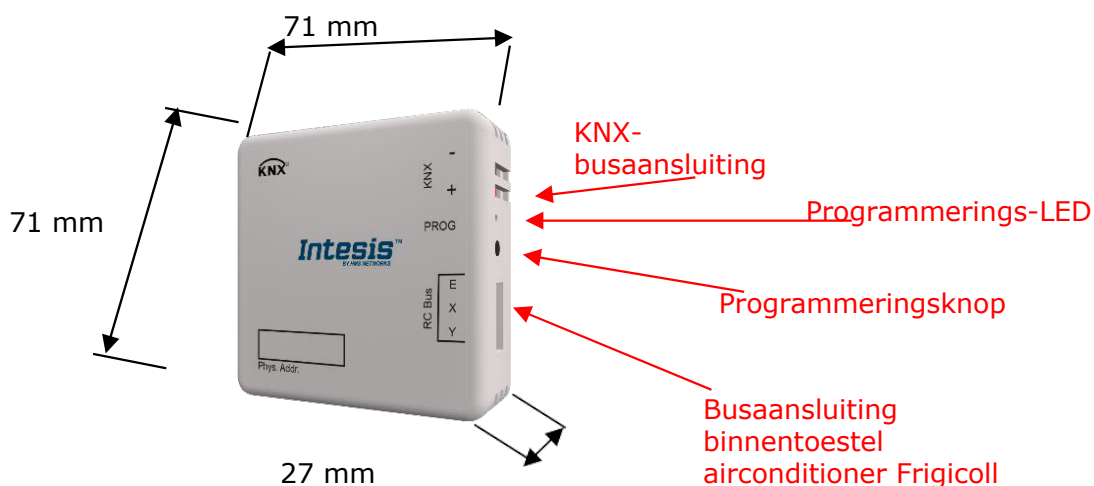 71 mm
71 mm
27 mm
KNX
KNX
-
+
PROG
Intesis™
BY HMS NETWORKS
RC Bus
E
X
Y
Phys. Addr.
KNX-
busaansluiting
Programmerings-LED
Programmeringsknop
Busaansluiting
binnentoestel
airconditioner Frigicoll